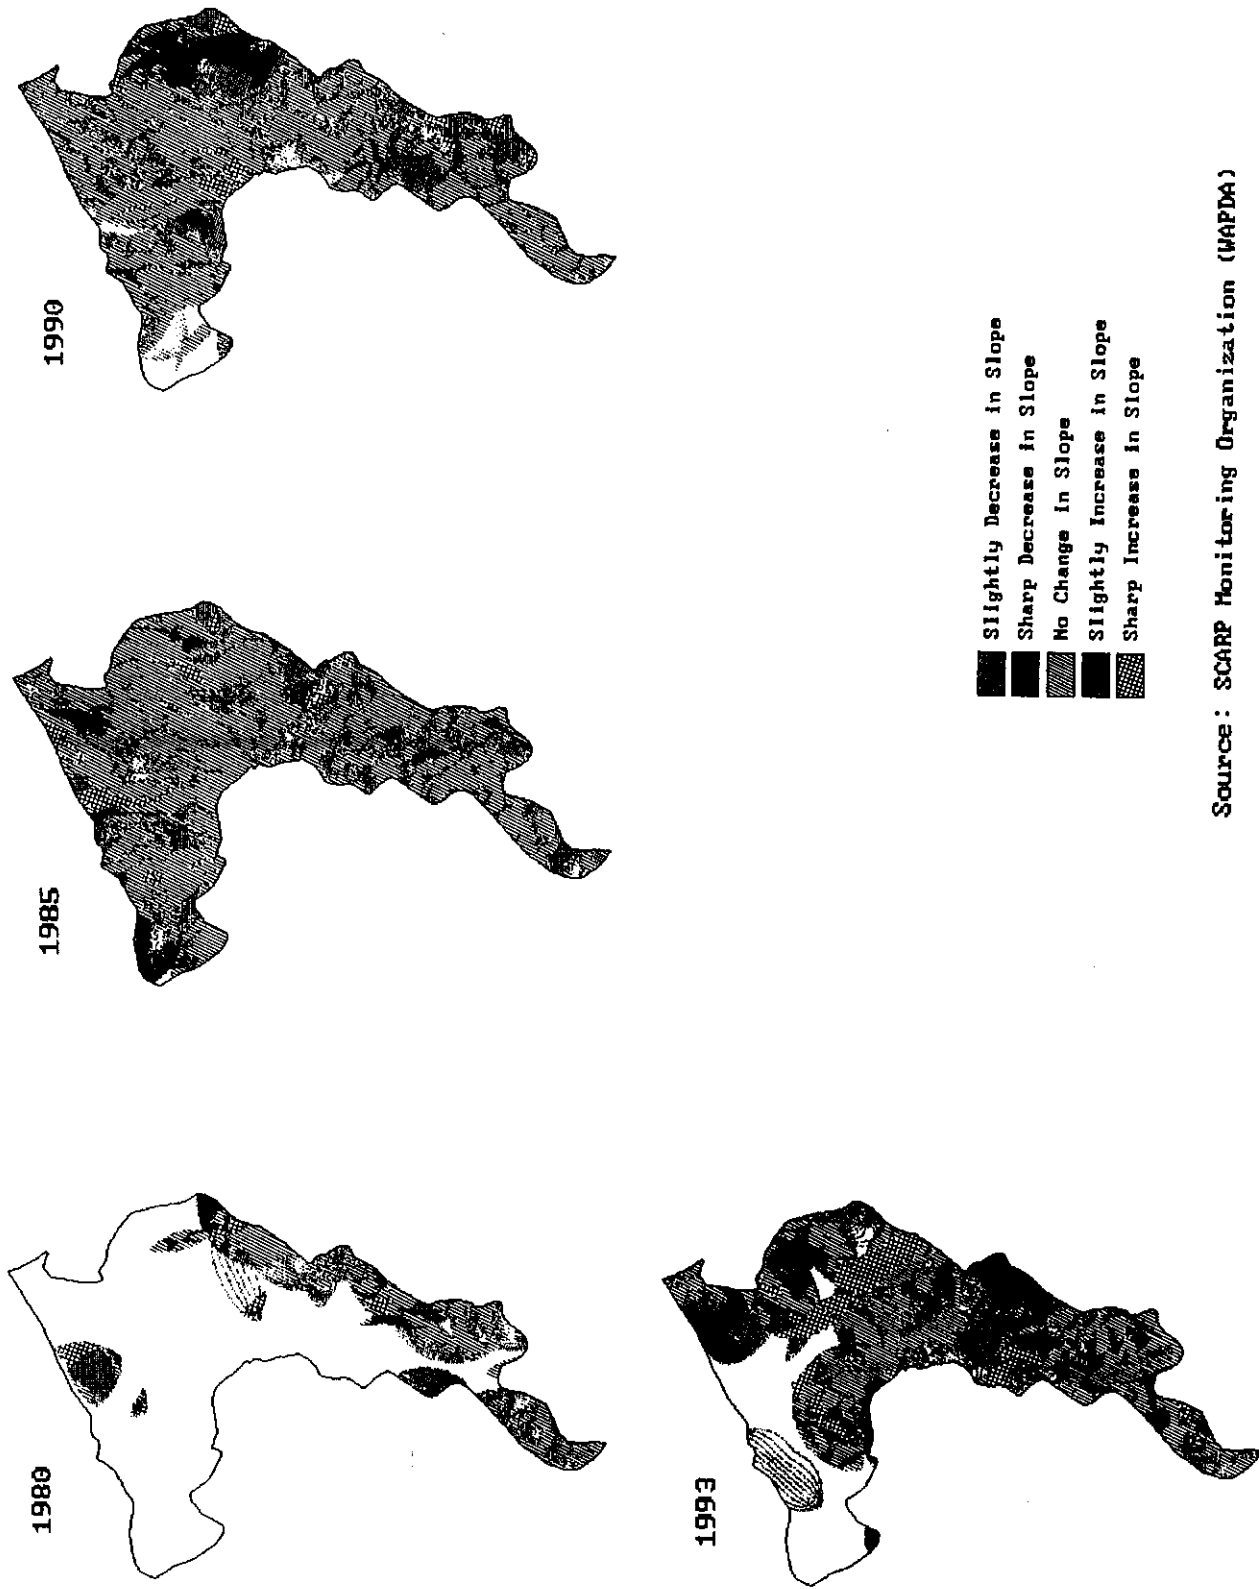 1980
1985
1990
1993
Slightly Decrease in Slope
Sharp Decrease in Slope
No Change in Slope
Slightly Increase in Slope
Sharp Increase in Slope
Source: SCARP Monitoring Organization (WAPDA)